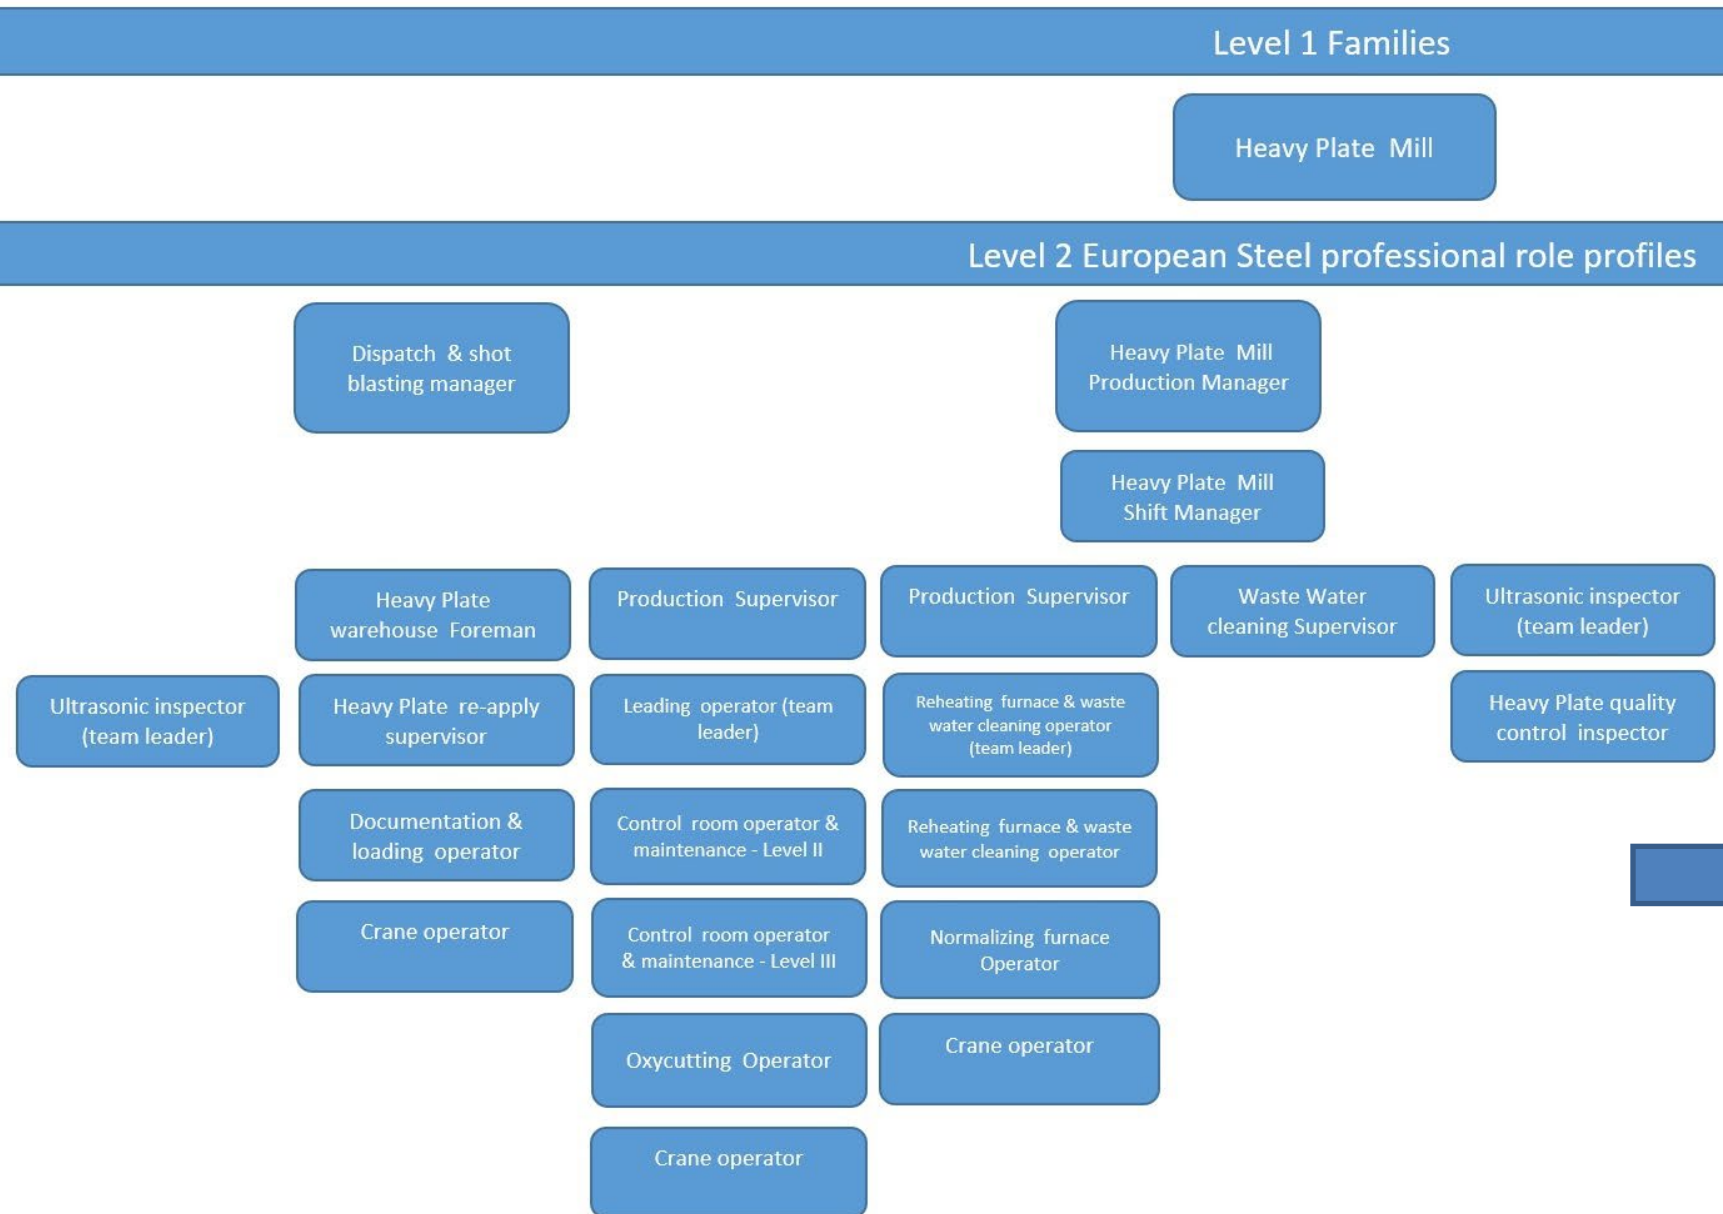 Level 1 Families
Heavy Plate Mill
Level 2 European Steel professional role profiles
Dispatch & shot
blasting manager
Heavy Plate Mill
Production Manager
Heavy Plate Mill
Shift Manager
Heavy Plate
warehouse Foreman
Production Supervisor
Production Supervisor
Waste Water
cleaning Supervisor
Ultrasonic inspector
(team leader)
Ultrasonic inspector
(team leader)
Heavy Plate re-apply
supervisor
Leading operator (team
leader)
Reheating furnace & waste
water cleaning operator
(team leader)
Heavy Plate quality
control inspector
Documentation &
loading operator
Control room operator &
maintenance - Level II
Reheating furnace & waste
water cleaning operator
Crane operator
Control room operator
& maintenance - Level III
Normalizing furnace
Operator
Oxycutting Operator
Crane operator
Crane operator